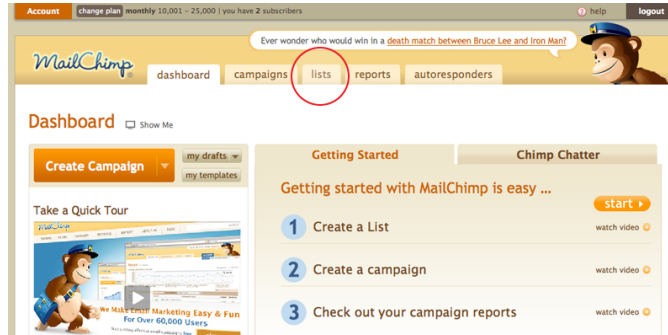 Account change plan monthly 10,001 - 25,000 | you have 2 subscribers ? help logout
Ever wonder who would win in a death match between Bruce Lee and Iron Man?
MailChimp
dashboard campaigns lists reports autoresponders
Dashboard Show Me
Create Campaign
my drafts
my templates
Take a Quick Tour
MailChimp
We Make Email Marketing Easy & Fun
For Over 60,000 Users
Getting Started Chimp Chatter
Getting started with MailChimp is easy ...
start
1 Create a List watch video
2 Create a campaign watch video
3 Check out your campaign reports watch video